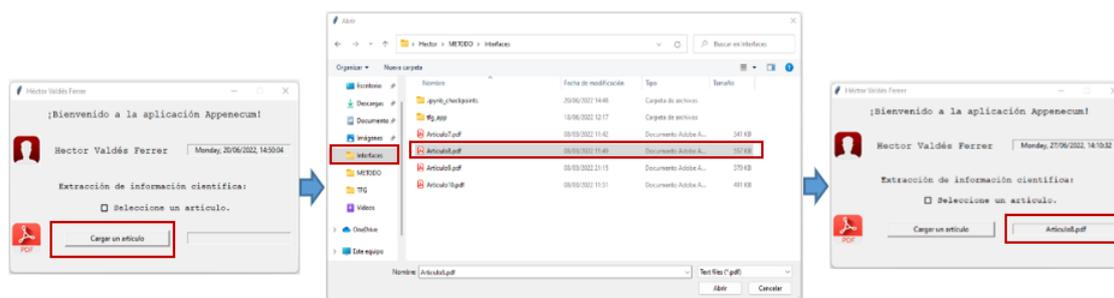 Héctor Valdés Ferrer
¡Bienvenido a la aplicación Appenecum!
Hector Valdés Ferrer
Monday, 20/06/2022, 14:50:04
Extracción de información científica:
Seleccione un artículo.
PDF
Cargar un artículo
Abrir
Hector > METODO > Interfaces
Buscar en Interfaces
Organizar
Nueva carpeta
Nombre
Fecha de modificación
Tipo
Tamaño
Escritorio
Descargas
Documento
Imágenes
Interfaces
METODO
TFG
Videos
OneDrive
Este equipo
.ipynb_checkpoints 20/06/2022 14:48 Carpeta de archivos
tfg_app 18/06/2022 12:17 Carpeta de archivos
Articulo7.pdf 08/03/2022 11:42 Documento Adobe A... 341 KB
Articulo8.pdf 08/03/2022 11:49 Documento Adobe A... 557 KB
Articulo9.pdf 08/03/2022 21:15 Documento Adobe A... 379 KB
Articulo10.pdf 08/03/2022 11:51 Documento Adobe A... 481 KB
Nombre: Articulo8.pdf
Text files (*.pdf)
Abrir
Cancelar
Héctor Valdés Ferrer
¡Bienvenido a la aplicación Appenecum!
Hector Valdés Ferrer
Monday, 27/06/2022, 14:10:32
Extracción de información científica:
Seleccione un artículo.
PDF
Cargar un artículo
Articulo8.pdf